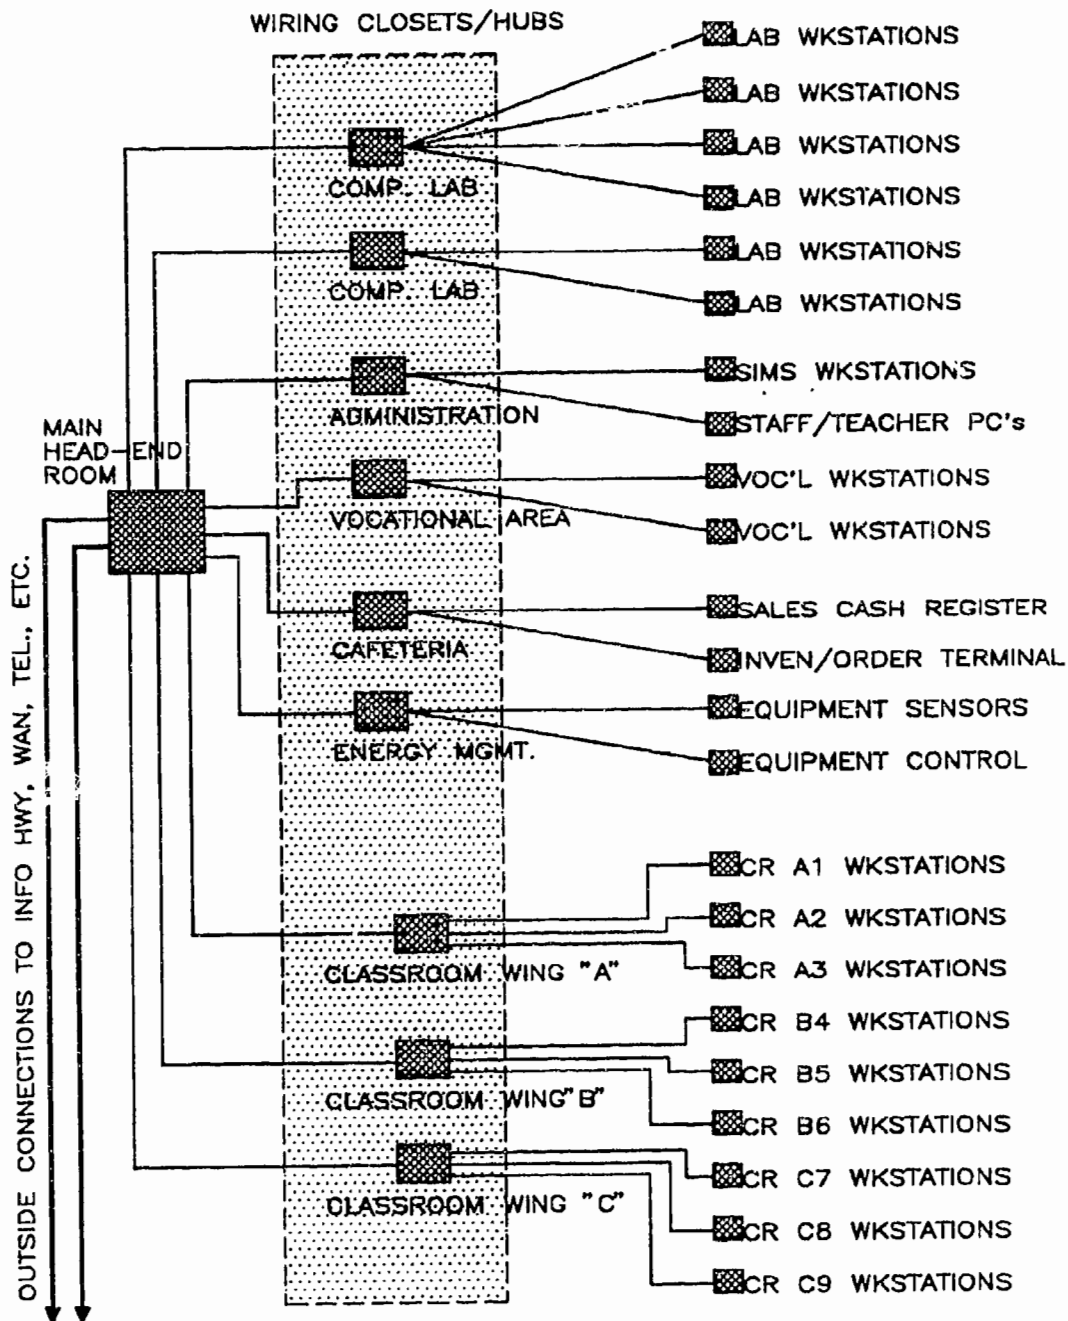 WIRING CLOSETS/HUBS
LAB WKSTATIONS
LAB WKSTATIONS
LAB WKSTATIONS
COMP. LAB
LAB WKSTATIONS
LAB WKSTATIONS
COMP. LAB
LAB WKSTATIONS
SIMS WKSTATIONS
ADMINISTRATION
STAFF/TEACHER PC's
MAIN
HEAD-END
ROOM
VOC'L WKSTATIONS
VOCATIONAL AREA
VOC'L WKSTATIONS
SALES CASH REGISTER
CAFETERIA
INVEN/ORDER TERMINAL
EQUIPMENT SENSORS
ENERGY MGMT.
EQUIPMENT CONTROL
CR A1 WKSTATIONS
CR A2 WKSTATIONS
CLASSROOM WING "A"
CR A3 WKSTATIONS
CR B4 WKSTATIONS
CR B5 WKSTATIONS
CLASSROOM WING"B"
CR B6 WKSTATIONS
CR C7 WKSTATIONS
CLASSROOM WING "C"
CR C8 WKSTATIONS
CR C9 WKSTATIONS
OUTSIDE CONNECTIONS TO INFO HWY, WAN, TEL., ETC.